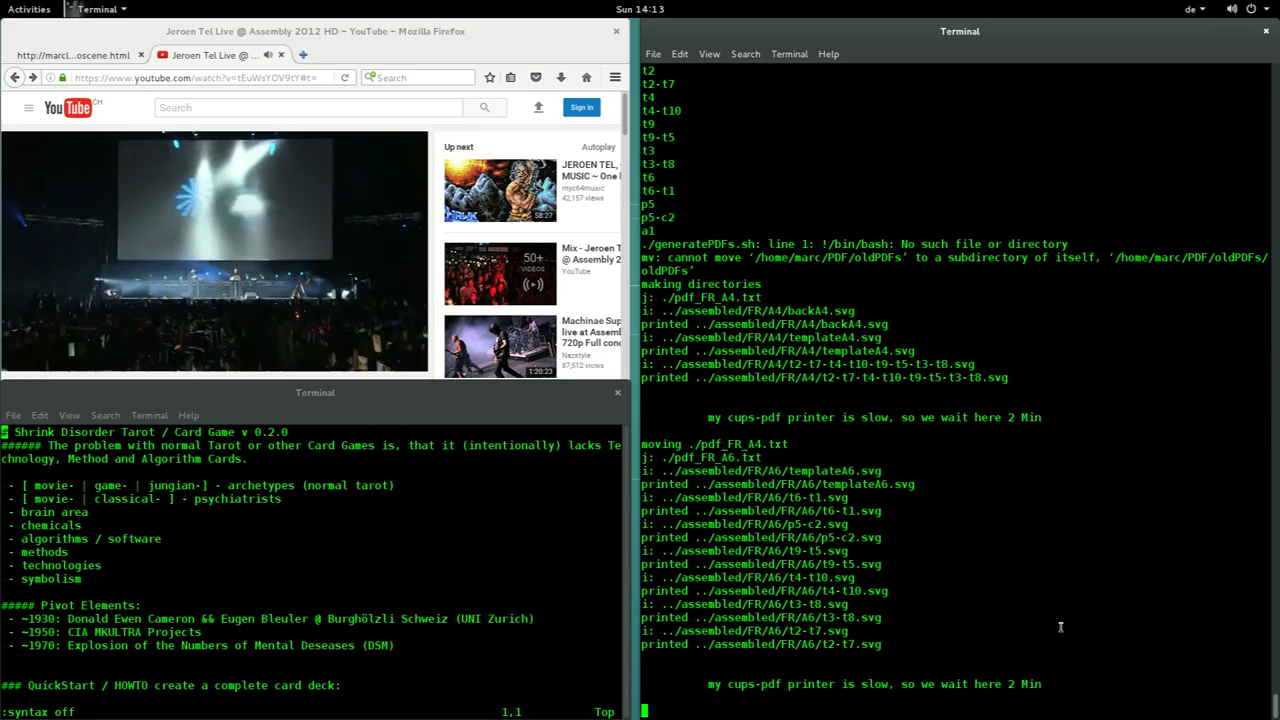 Activities
Terminal
Sun 14:13
de
Jeroen Tel Live @ Assembly 2012 HD – YouTube – Mozilla Firefox
http://marcl...oscene.html
Jeroen Tel Live @ ...
https://www.youtube.com/watch?v=tEuWsYOV9tY#t=
Search
YouTube CH
Search
Sign in
Up next
Autoplay
JEROEN TEL,
MUSIC ~ One
myc64music
42,157 views
58:27
Mix - Jeroen T
@ Assembly 2
YouTube
50+
VIDEOS
Machinae Sup
live at Assemb
720p Full conc
Nazstyle
87,512 views
1:20:23
Terminal
File Edit View Search Terminal Help
# Shrink Disorder Tarot / Card Game v 0.2.0
###### The problem with normal Tarot or other Card Games is, that it (intentionally) lacks Te
chnology, Method and Algorithm Cards.
- [ movie- | game- | jungian-] - archetypes (normal tarot)
- [ movie- | classical- ] - psychiatrists
- brain area
- chemicals
- algorithms / software
- methods
- technologies
- symbolism
##### Pivot Elements:
- ~1930: Donald Ewen Cameron && Eugen Bleuler @ Burghölzli Schweiz (UNI Zurich)
- ~1950: CIA MKULTRA Projects
- ~1970: Explosion of the Numbers of Mental Deseases (DSM)
### QuickStart / HOWTO create a complete card deck:
:syntax off 1,1 Top
Terminal
File Edit View Search Terminal Help
t2
t2-t7
t4
t4-t10
t9
t9-t5
t3
t3-t8
t6
t6-t1
p5
p5-c2
a1
./generatePDFs.sh: line 1: !/bin/bash: No such file or directory
mv: cannot move ‘/home/marc/PDF/oldPDFs’ to a subdirectory of itself, ‘/home/marc/PDF/oldPDFs/
oldPDFs’
making directories
j: ./pdf_FR_A4.txt
i: ../assembled/FR/A4/backA4.svg
printed ../assembled/FR/A4/backA4.svg
i: ../assembled/FR/A4/templateA4.svg
printed ../assembled/FR/A4/templateA4.svg
i: ../assembled/FR/A4/t2-t7-t4-t10-t9-t5-t3-t8.svg
printed ../assembled/FR/A4/t2-t7-t4-t10-t9-t5-t3-t8.svg
my cups-pdf printer is slow, so we wait here 2 Min
moving ./pdf_FR_A4.txt
j: ./pdf_FR_A6.txt
i: ../assembled/FR/A6/templateA6.svg
printed ../assembled/FR/A6/templateA6.svg
i: ../assembled/FR/A6/t6-t1.svg
printed ../assembled/FR/A6/t6-t1.svg
i: ../assembled/FR/A6/p5-c2.svg
printed ../assembled/FR/A6/p5-c2.svg
i: ../assembled/FR/A6/t9-t5.svg
printed ../assembled/FR/A6/t9-t5.svg
i: ../assembled/FR/A6/t4-t10.svg
printed ../assembled/FR/A6/t4-t10.svg
i: ../assembled/FR/A6/t3-t8.svg
printed ../assembled/FR/A6/t3-t8.svg
i: ../assembled/FR/A6/t2-t7.svg
printed ../assembled/FR/A6/t2-t7.svg
my cups-pdf printer is slow, so we wait here 2 Min